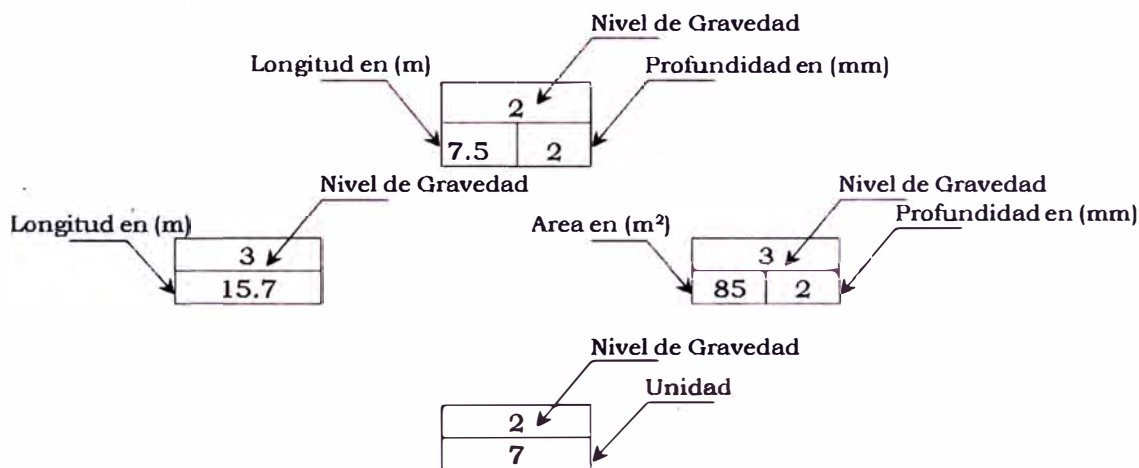 Nivel de Gravedad
Longitud en (m)
Profundidad en (mm)
2
7.5 2
Nivel de Gravedad
Longitud en (m)
3
15.7
Nivel de Gravedad
Area en (m²)
Profundidad en (mm)
3
85 2
Nivel de Gravedad
Unidad
2
7